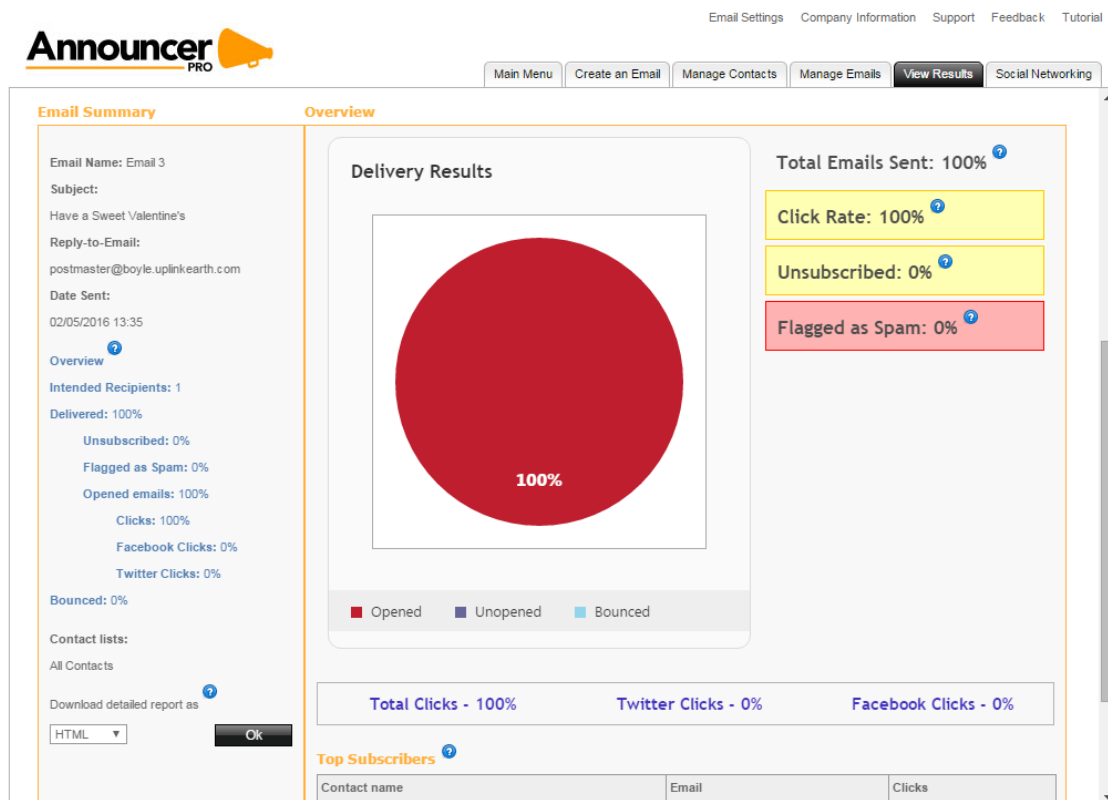 Email Settings Company Information Support Feedback Tutorial
Announcer
PRO
Main Menu Create an Email Manage Contacts Manage Emails View Results Social Networking
Email Summary
Email Name: Email 3
Subject:
Have a Sweet Valentine's
Reply-to-Email:
postmaster@boyle.uplinkearth.com
Date Sent:
02/05/2016 13:35
Overview ?
Intended Recipients: 1
Delivered: 100%
Unsubscribed: 0%
Flagged as Spam: 0%
Opened emails: 100%
Clicks: 100%
Facebook Clicks: 0%
Twitter Clicks: 0%
Bounced: 0%
Contact lists:
All Contacts
Download detailed report as ?
HTML ▼ Ok
Overview
Delivery Results
100%
Opened Unopened Bounced
Total Emails Sent: 100% ?
Click Rate: 100% ?
Unsubscribed: 0% ?
Flagged as Spam: 0% ?
Total Clicks - 100% Twitter Clicks - 0% Facebook Clicks - 0%
Top Subscribers ?
Contact name Email Clicks